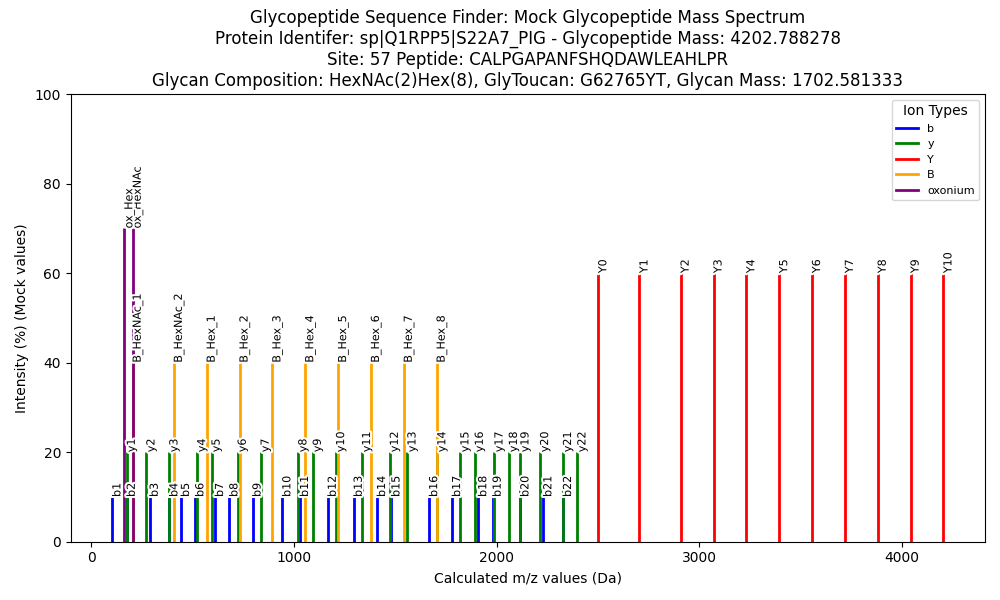 Glycopeptide Sequence Finder: Mock Glycopeptide Mass Spectrum
Protein Identifer: sp|Q1RPP5|S22A7_PIG - Glycopeptide Mass: 4202.788278
Site: 57 Peptide: CALPGAPANFSHQDAWLEAHLPR
Glycan Composition: HexNAc(2)Hex(8), GlyToucan: G62765YT, Glycan Mass: 1702.581333
Intensity (%) (Mock values)
100
80
60
40
20
0
Ion Types
b
y
Y
B
oxonium
ox_Hex
ox_HexNAc
B_HexNAc_1
B_HexNAc_2
B_Hex_1
B_Hex_2
B_Hex_3
B_Hex_4
B_Hex_5
B_Hex_6
B_Hex_7
B_Hex_8
Y0
Y1
Y2
Y3
Y4
Y5
Y6
Y7
Y8
Y9
Y10
y1
y2
y3
y4
y5
y6
y7
y8
y9
y10
y11
y12
y13
y14
y15
y16
y17
y18
y19
y20
y21
y22
b1
b2
b3
b4
b5
b6
b7
b8
b9
b10
b11
b12
b13
b14
b15
b16
b17
b18
b19
b20
b21
b22
0
1000
2000
3000
4000
Calculated m/z values (Da)